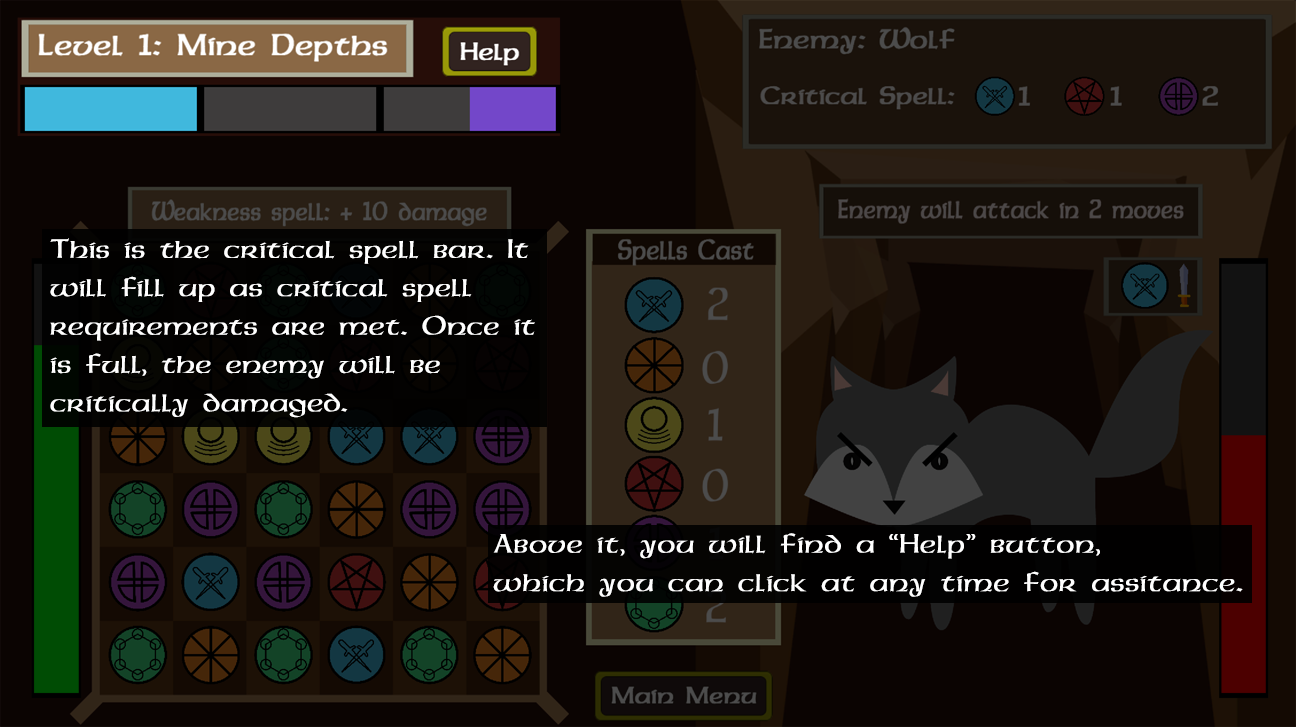 Level 1: Mine Depths
Help
Enemy: Wolf
Critical Spell: 1 1 2
Weakness spell: + 10 damage
Enemy will attack in 2 moves
This is the critical spell bar. It
will fill up as critical spell
requirements are met. Once it
is full, the enemy will be
critically damaged.
Spells Cast
2
0
1
0
Above it, you will find a “Help” button,
which you can click at any time for assitance.
2
Main Menu